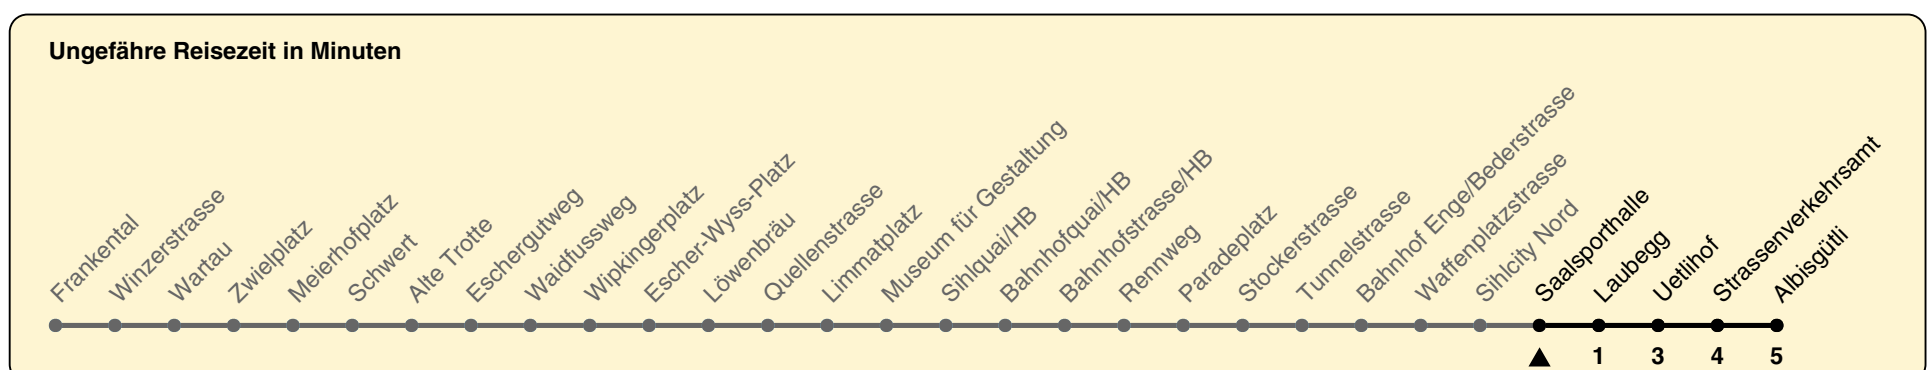 Ungefähre Reisezeit in Minuten
Frankental
Winzerstrasse
Wartau
Zwielplatz
Meierhofplatz
Schwert
Alte Trotte
Eschergutweg
Waidfussweg
Wipkingerplatz
Escher-Wyss-Platz
Löwenbräu
Quellenstrasse
Limmatplatz
Museum für Gestaltung
Sihlquai/HB
Bahnhofquai/HB
Bahnhofstrasse/HB
Rennweg
Paradeplatz
Stockerstrasse
Tunnelstrasse
Bahnhof Enge/Bederstrasse
Waffenplatzstrasse
Sihlcity Nord
Saalsporthalle
Laubegg
Uetlihof
Strassenverkehrsamt
Albisgütli
1 3 4 5